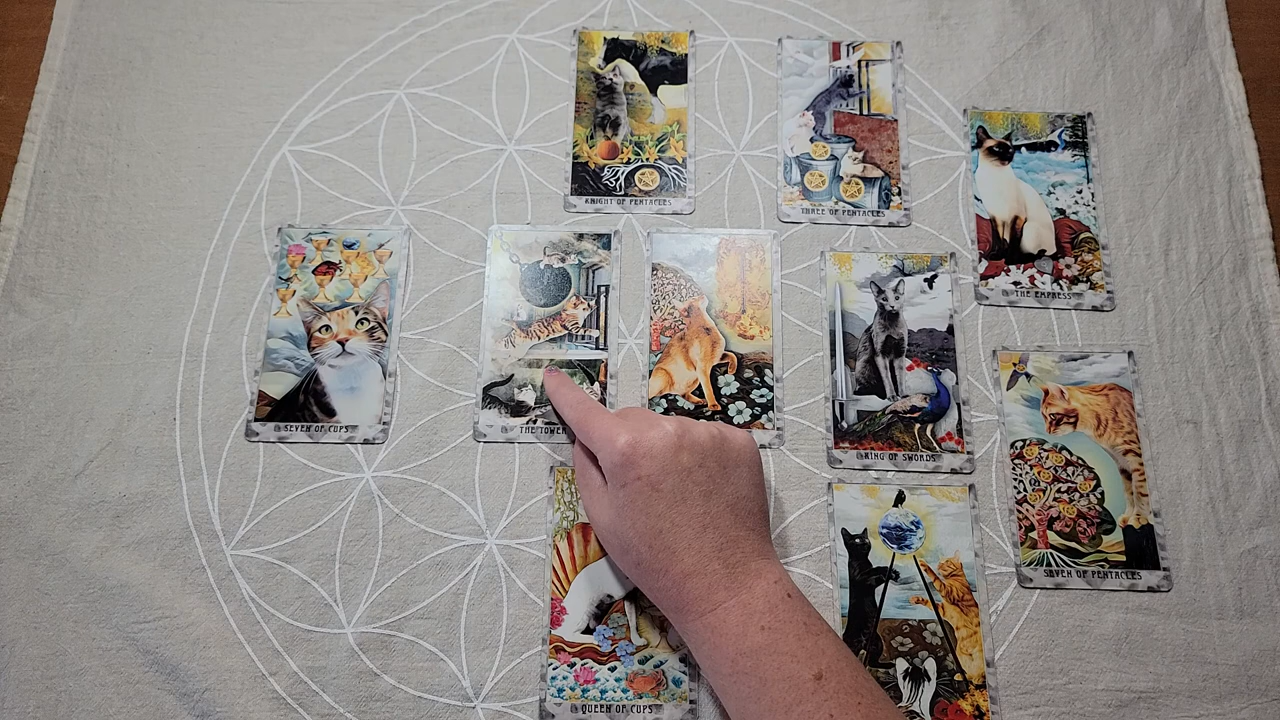 KNIGHT OF PENTACLES
THREE OF PENTACLES
THE EMPRESS
SEVEN OF CUPS
THE TOWER
KING OF SWORDS
SEVEN OF PENTACLES
QUEEN OF CUPS